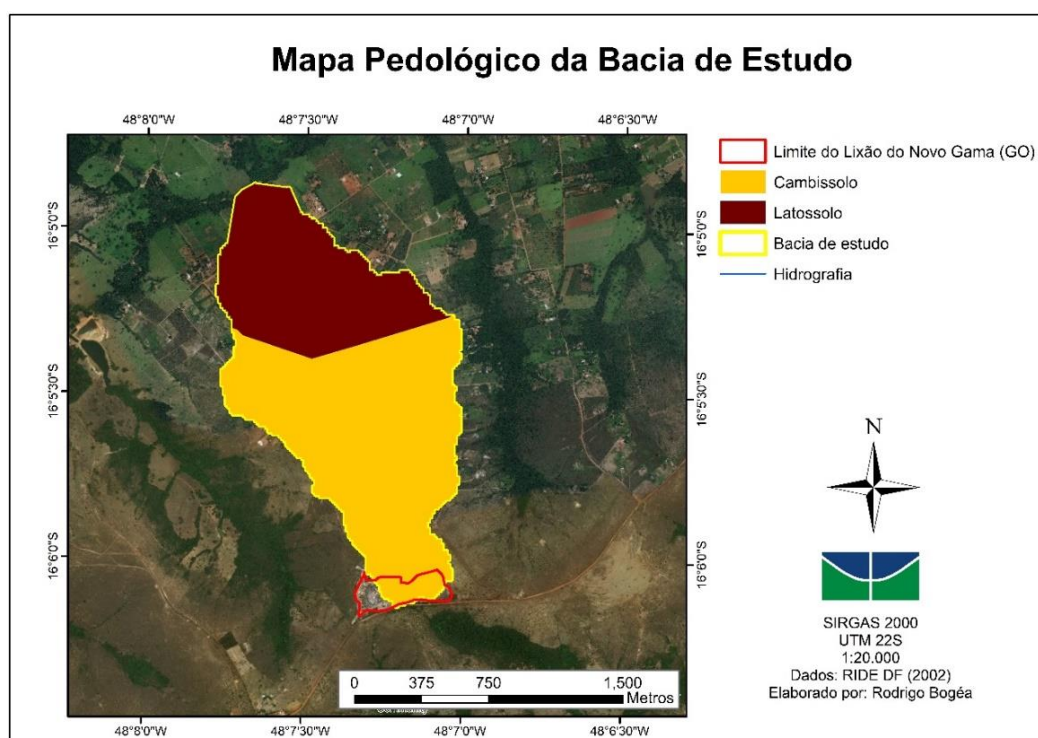 Mapa Pedológico da Bacia de Estudo
48°8'0"W
48°7'30"W
48°7'0"W
48°6'30"W
Limite do Lixão do Novo Gama (GO)
Cambissolo
Latossolo
Bacia de estudo
Hidrografia
16°5'0"S
16°5'0"S
16°5'30"S
16°5'30"S
16°6'0"S
16°6'0"S
N
0 375 750 1,500
Metros
SIRGAS 2000
UTM 22S
1:20.000
Dados: RIDE DF (2002)
Elaborado por: Rodrigo Bogéa
48°8'0"W
48°7'30"W
48°7'0"W
48°6'30"W